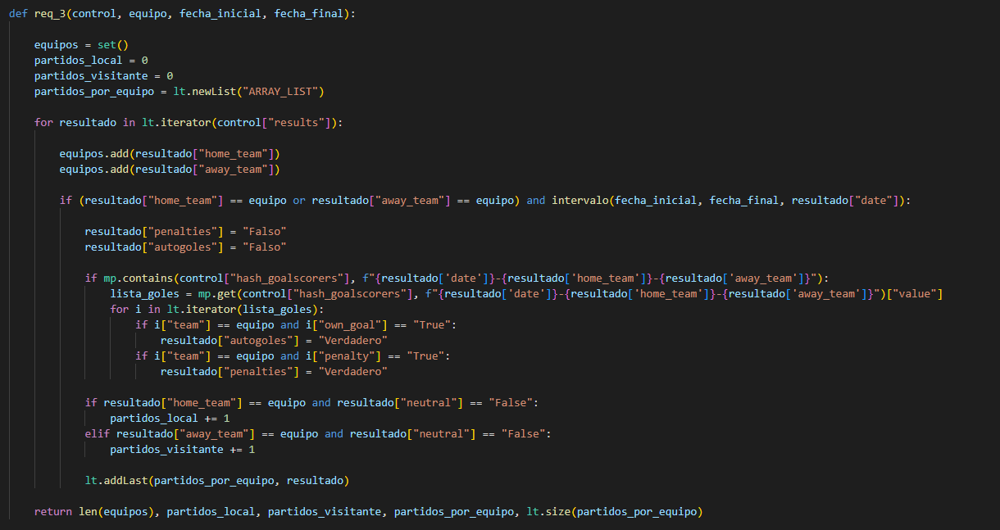 def req_3(control, equipo, fecha_inicial, fecha_final):
equipos = set()
partidos_local = 0
partidos_visitante = 0
partidos_por_equipo = lt.newList("ARRAY_LIST")
for resultado in lt.iterator(control["results"]):
equipos.add(resultado["home_team"])
equipos.add(resultado["away_team"])
if (resultado["home_team"] == equipo or resultado["away_team"] == equipo) and intervalo(fecha_inicial, fecha_final, resultado["date"]):
resultado["penalties"] = "Falso"
resultado["autogoles"] = "Falso"
if mp.contains(control["hash_goalscorers"], f"{resultado['date']}-{resultado['home_team']}-{resultado['away_team']}"):
lista_goles = mp.get(control["hash_goalscorers"], f"{resultado['date']}-{resultado['home_team']}-{resultado['away_team']}")["value"]
for i in lt.iterator(lista_goles):
if i["team"] == equipo and i["own_goal"] == "True":
resultado["autogoles"] = "Verdadero"
if i["team"] == equipo and i["penalty"] == "True":
resultado["penalties"] = "Verdadero"
if resultado["home_team"] == equipo and resultado["neutral"] == "False":
partidos_local += 1
elif resultado["away_team"] == equipo and resultado["neutral"] == "False":
partidos_visitante += 1
lt.addLast(partidos_por_equipo, resultado)
return len(equipos), partidos_local, partidos_visitante, partidos_por_equipo, lt.size(partidos_por_equipo)